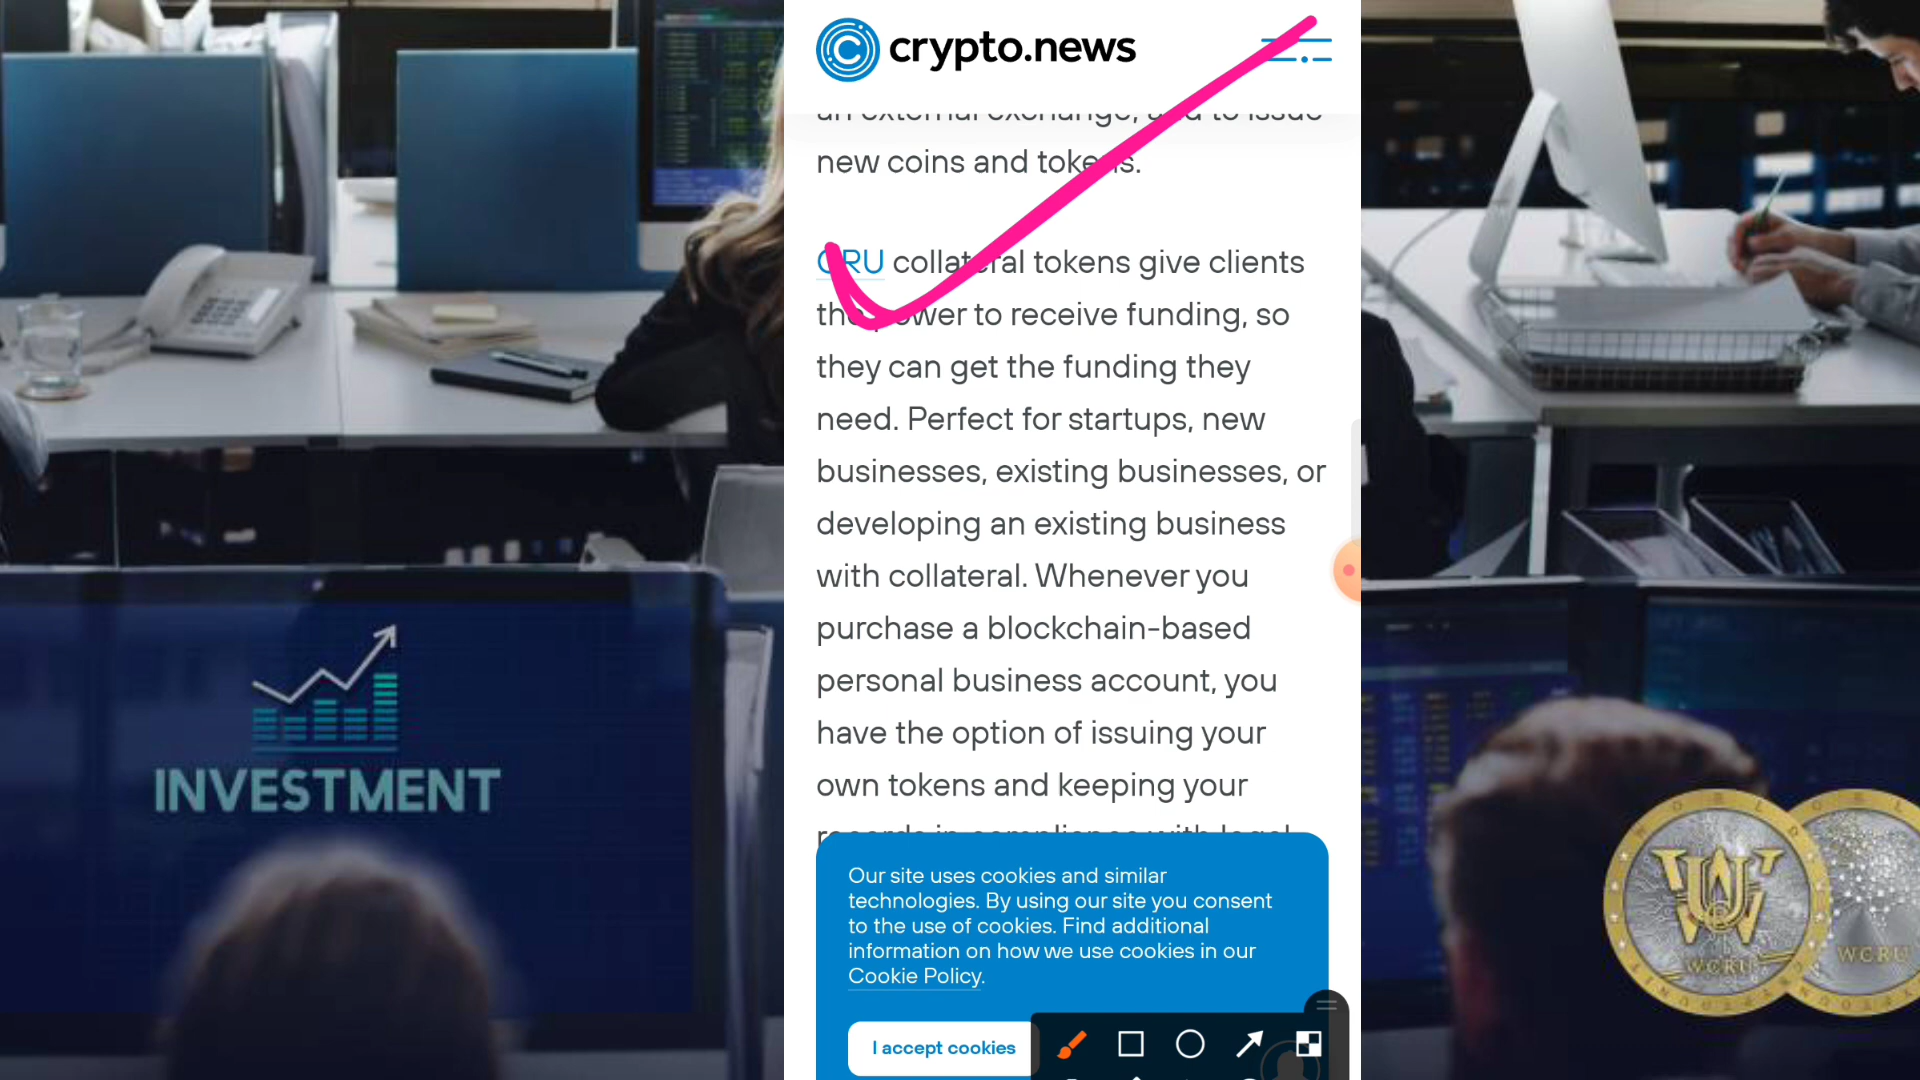 crypto.news
new coins and tokens.
CRU collateral tokens give clients
the power to receive funding, so
they can get the funding they
need. Perfect for startups, new
businesses, existing businesses, or
developing an existing business
with collateral. Whenever you
purchase a blockchain-based
personal business account, you
have the option of issuing your
own tokens and keeping your
Our site uses cookies and similar
technologies. By using our site you consent
to the use of cookies. Find additional
information on how we use cookies in our
Cookie Policy.
I accept cookies
INVESTMENT
WCRU
WCRU